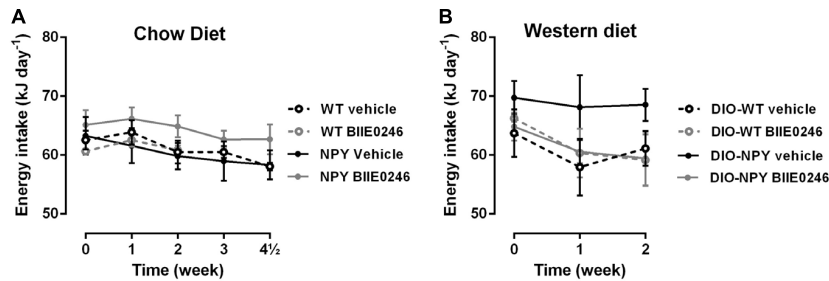 A
Chow Diet
Energy intake (kJ day⁻¹)
80
70
60
50
0 1 2 3 4½
Time (week)
WT vehicle
WT BIIE0246
NPY Vehicle
NPY BIIE0246
B
Western diet
Energy intake (kJ day⁻¹)
80
70
60
50
0 1 2
Time (week)
DIO-WT vehicle
DIO-WT BIIE0246
DIO-NPY vehicle
DIO-NPY BIIE0246